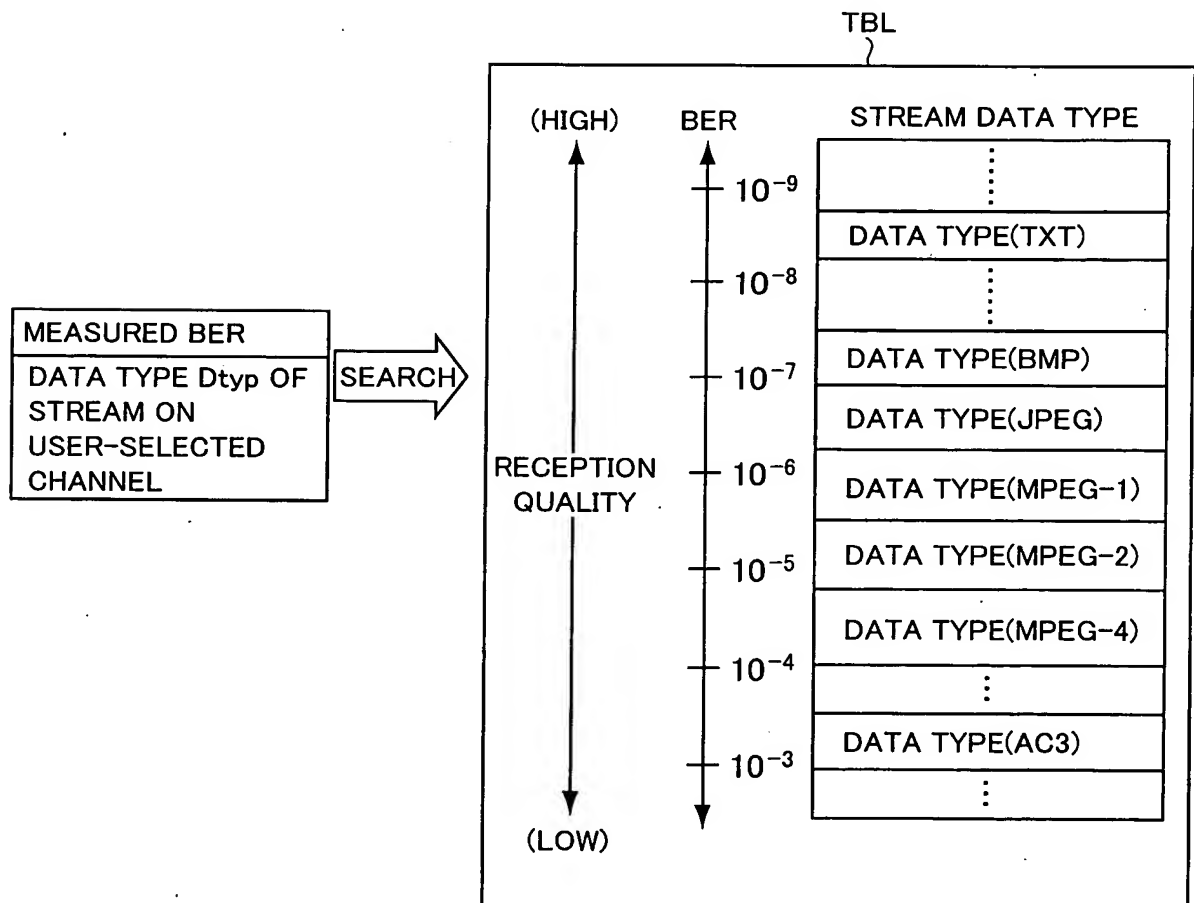 TBL
(HIGH) BER STREAM DATA TYPE
10⁻⁹
DATA TYPE(TXT)
10⁻⁸
MEASURED BER
DATA TYPE Dtyp OF
STREAM ON
USER-SELECTED
CHANNEL
SEARCH
DATA TYPE(BMP)
10⁻⁷
DATA TYPE(JPEG)
RECEPTION
QUALITY
10⁻⁶
DATA TYPE(MPEG-1)
DATA TYPE(MPEG-2)
10⁻⁵
DATA TYPE(MPEG-4)
10⁻⁴
DATA TYPE(AC3)
10⁻³
(LOW)